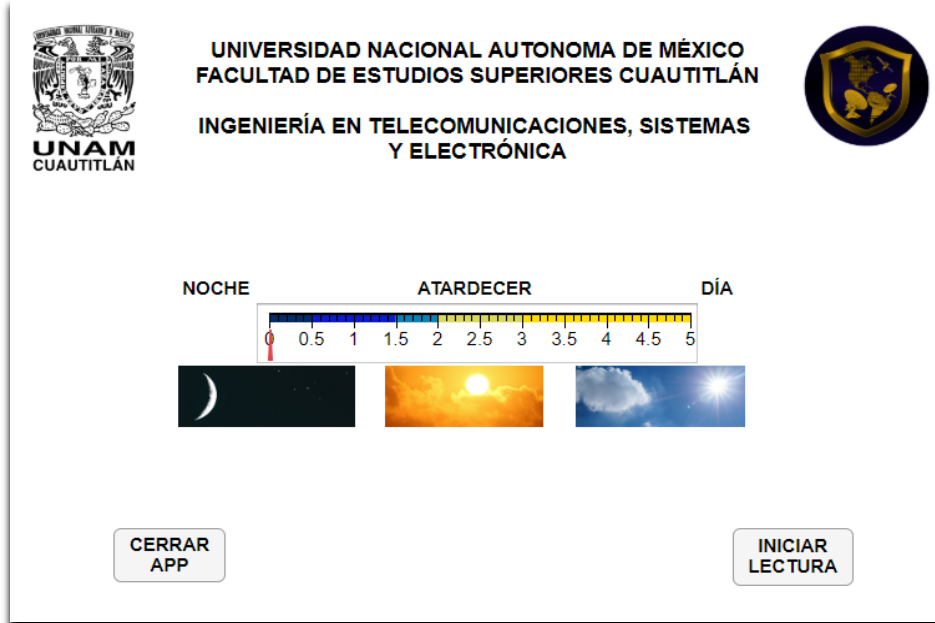 UNIVERSIDAD NACIONAL AUTONOMA DE MÉXICO
FACULTAD DE ESTUDIOS SUPERIORES CUAUTITLÁN
INGENIERÍA EN TELECOMUNICACIONES, SISTEMAS
Y ELECTRÓNICA
UNAM
CUAUTITLÁN
NOCHE ATARDECER DÍA
0 0.5 1 1.5 2 2.5 3 3.5 4 4.5 5
CERRAR
APP
INICIAR
LECTURA